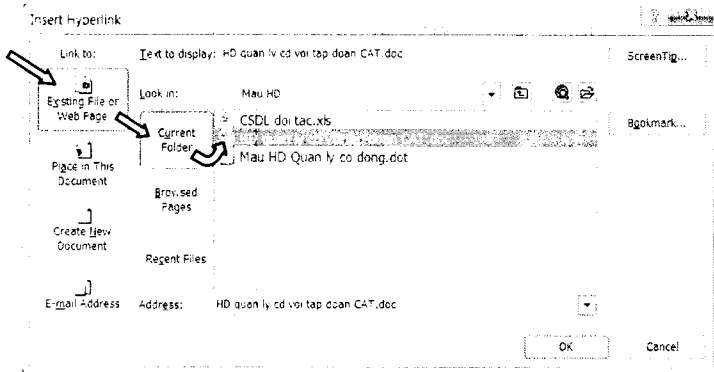 Insert Hyperlink
Link to:
Text to display: HD quan ly cd voi tap doan CAT.doc
ScreenTip...
Existing File or
Web Page
Place in This
Document
Create New
Document
E-mail Address
Look in:
Mau HD
Current
Folder
Browsed
Pages
Recent Files
CSDL doi tac.xls
Mau HD Quan ly co dong.dot
Bookmark...
Address:
HD quan ly cd voi tap doan CAT.doc
OK
Cancel